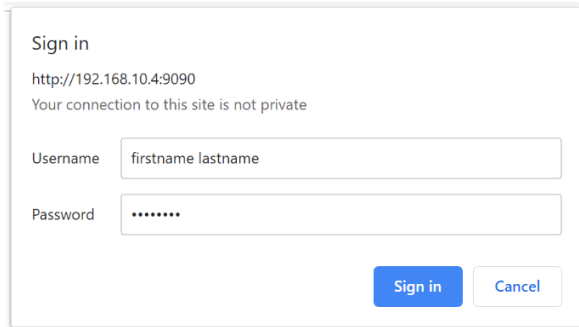 Sign in
http://192.168.10.4:9090
Your connection to this site is not private
Username firstname lastname
Password ••••••••
Sign in Cancel